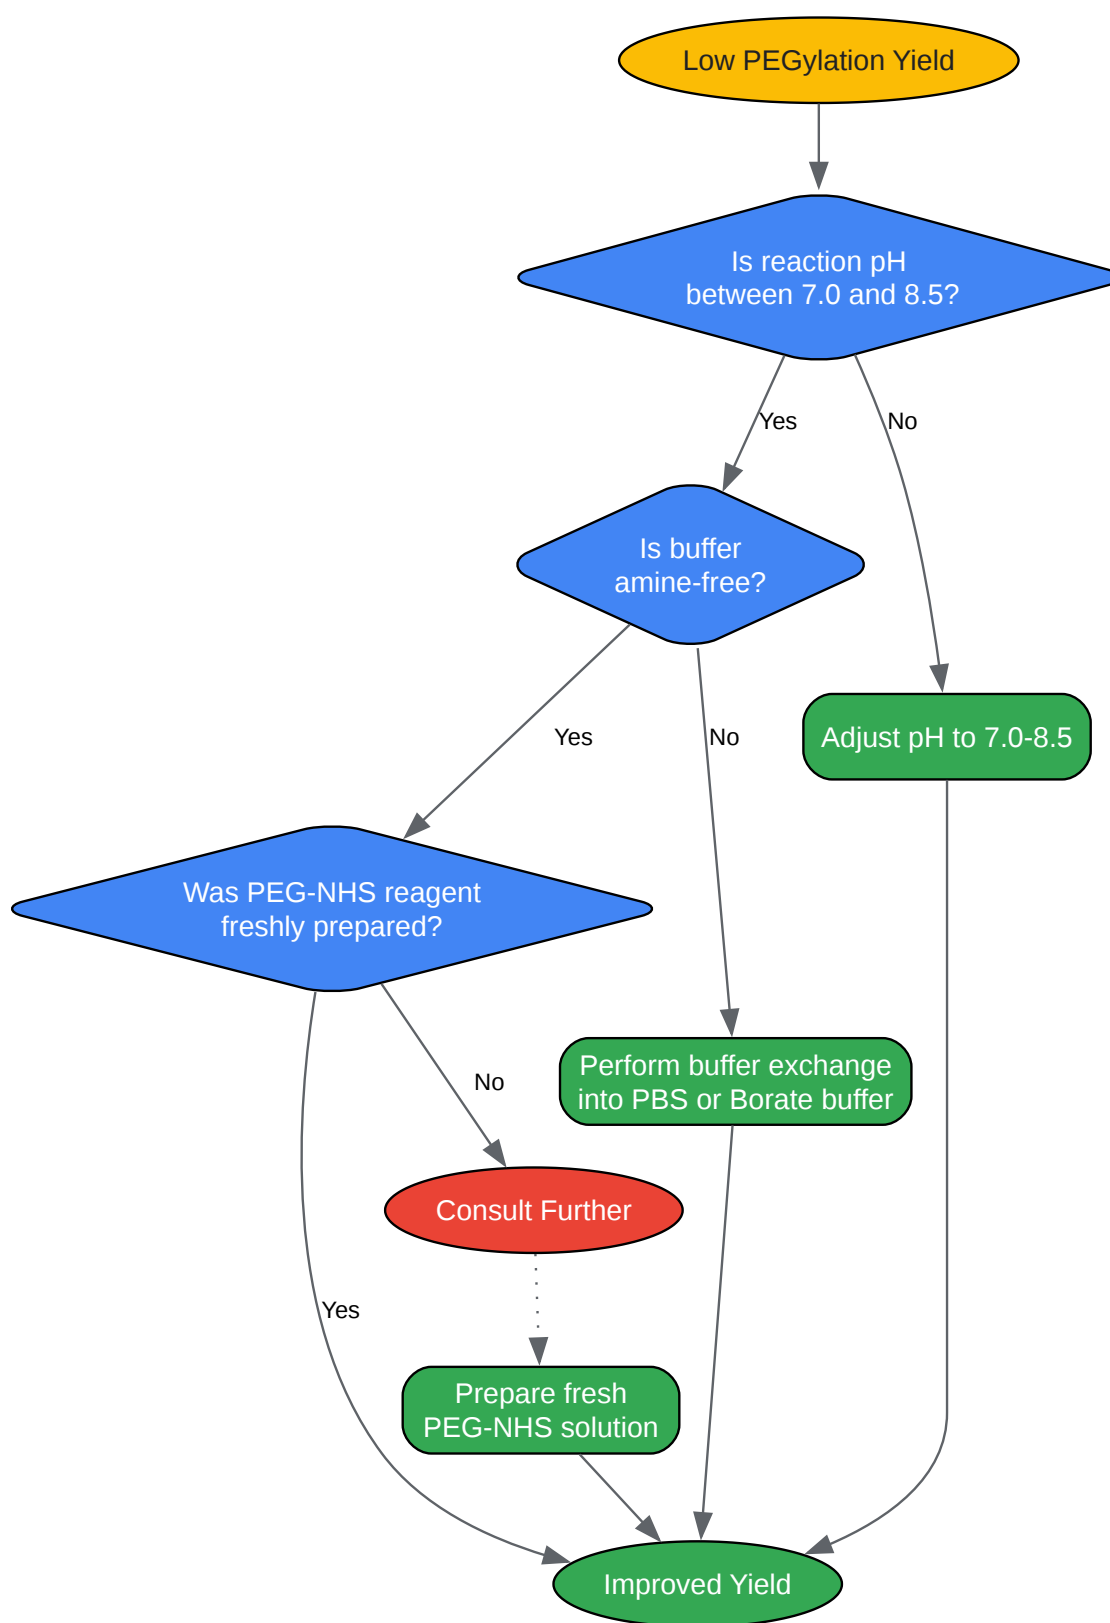 Low PEGylation Yield
Is reaction pH
between 7.0 and 8.5?
Yes
No
Is buffer
amine-free?
Yes
No
Adjust pH to 7.0-8.5
Was PEG-NHS reagent
freshly prepared?
Perform buffer exchange
into PBS or Borate buffer
No
Consult Further
Yes
Prepare fresh
PEG-NHS solution
Improved Yield